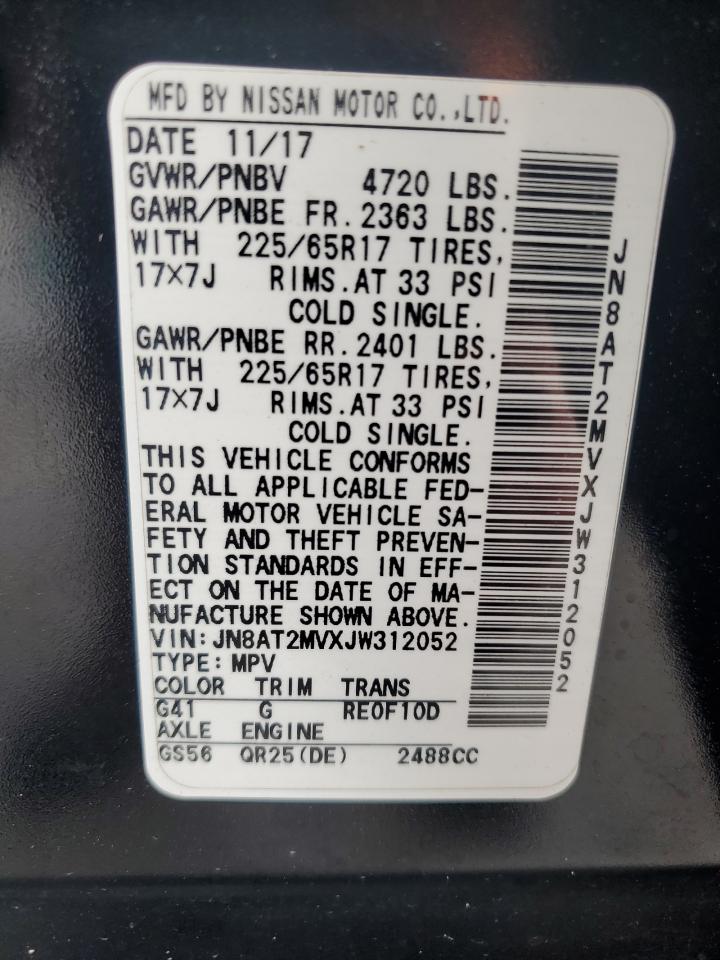 MFD BY NISSAN MOTOR CO.,LTD.
DATE 11/17
GVWR/PNBV 4720 LBS.
GAWR/PNBE FR. 2363 LBS.
WITH 225/65R17 TIRES,
17×7J RIMS. AT 33 PSI
COLD SINGLE.
GAWR/PNBE RR. 2401 LBS.
WITH 225/65R17 TIRES,
17×7J RIMS. AT 33 PSI
COLD SINGLE.
THIS VEHICLE CONFORMS
TO ALL APPLICABLE FED-
ERAL MOTOR VEHICLE SA-
FETY AND THEFT PREVEN-
TION STANDARDS IN EFF-
ECT ON THE DATE OF MA-
NUFACTURE SHOWN ABOVE.
VIN: JN8AT2MVXJW312052
TYPE: MPV
COLOR TRIM TRANS
G41 G RE0F10D
AXLE ENGINE
GS56 QR25(DE) 2488CC
JN8AT2MVXJW312052